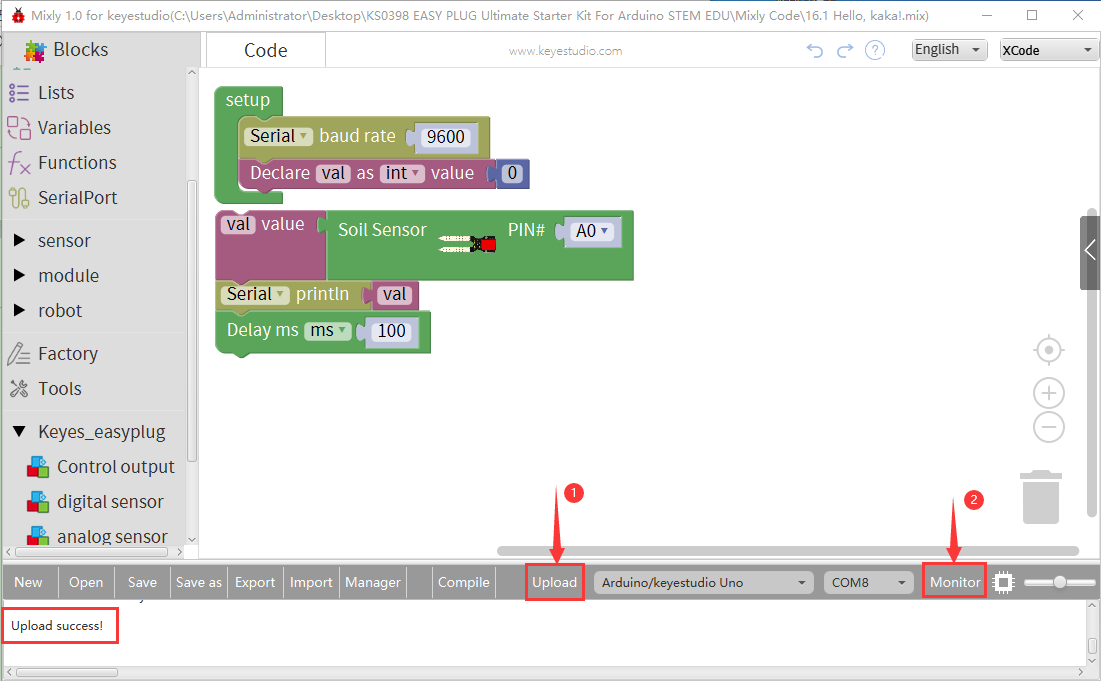 Mixly 1.0 for keyestudio(C:\Users\Administrator\Desktop\KS0398 EASY PLUG Ultimate Starter Kit For Arduino STEM EDU\Mixly Code\16.1 Hello, kaka!.mix)
Blocks
Code
www.keyestudio.com
?
English
XCode
Lists
Variables
Functions
SerialPort
sensor
module
robot
Factory
Tools
Keyes_easyplug
Control output
digital sensor
analog sensor
setup
Serial baud rate 9600
Declare val as int value 0
val value Soil Sensor PIN# A0
Serial println val
Delay ms ms 100
1
2
New Open Save Save as Export Import Manager Compile Upload Arduino/keyestudio Uno COM8 Monitor
Upload success!